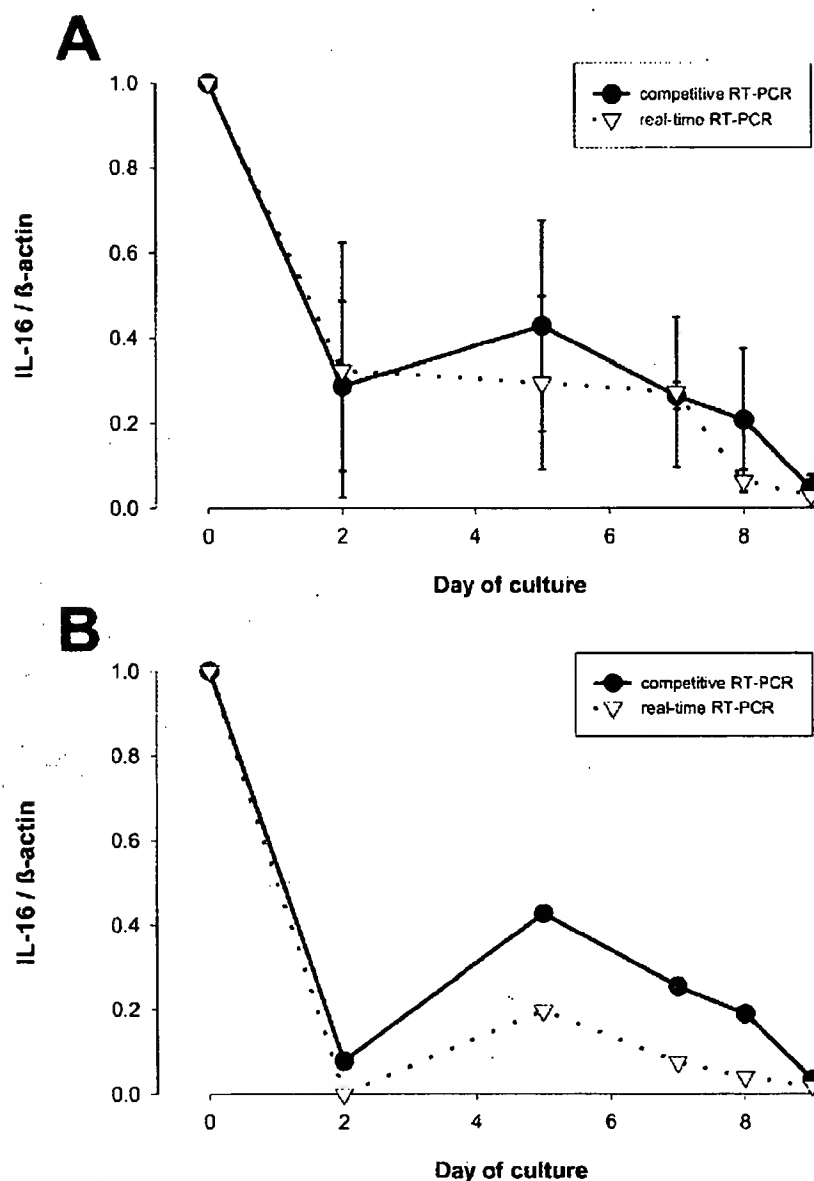 A
1.0
0.8
0.6
0.4
0.2
0.0
IL-16 / ß-actin
competitive RT-PCR
real-time RT-PCR
0 2 4 6 8
Day of culture
B
1.0
0.8
0.6
0.4
0.2
0.0
IL-16 / ß-actin
competitive RT-PCR
real-time RT-PCR
0 2 4 6 8
Day of culture